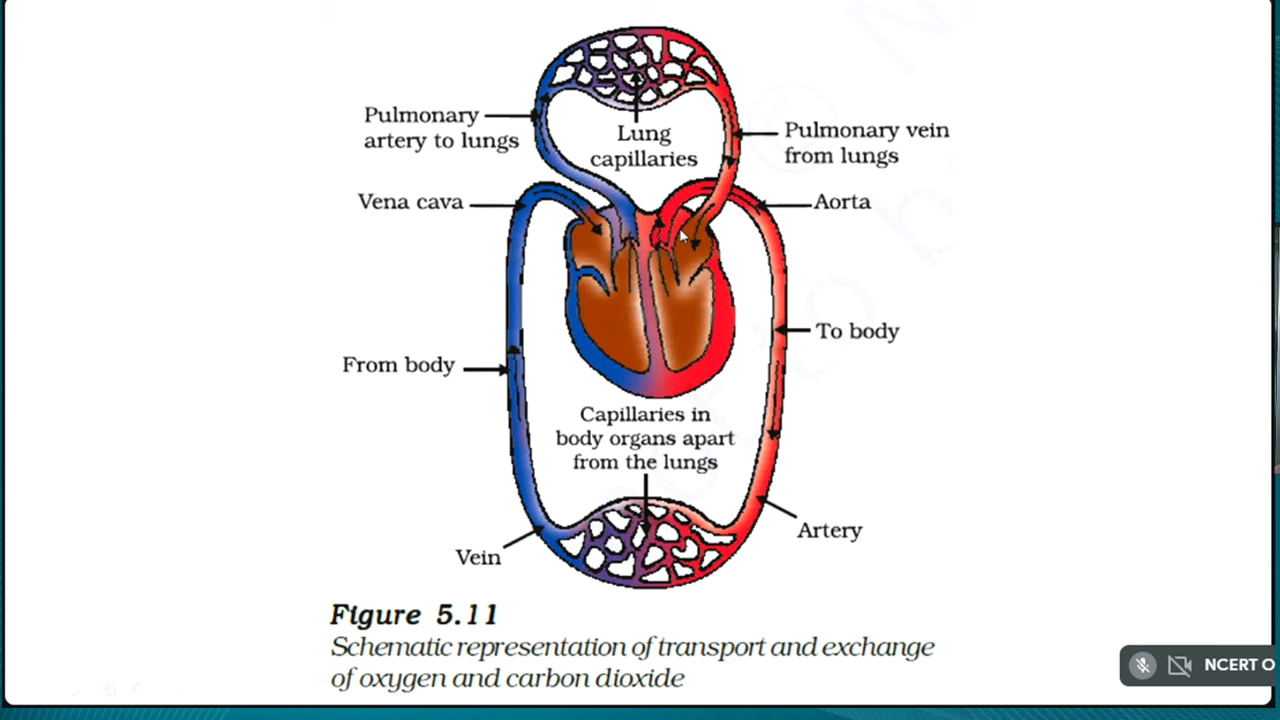 Pulmonary
artery to lungs
Lung
capillaries
Pulmonary vein
from lungs
Vena cava
Aorta
To body
From body
Capillaries in
body organs apart
from the lungs
Artery
Vein
Figure 5.11
Schematic representation of transport and exchange
of oxygen and carbon dioxide
NCERT O